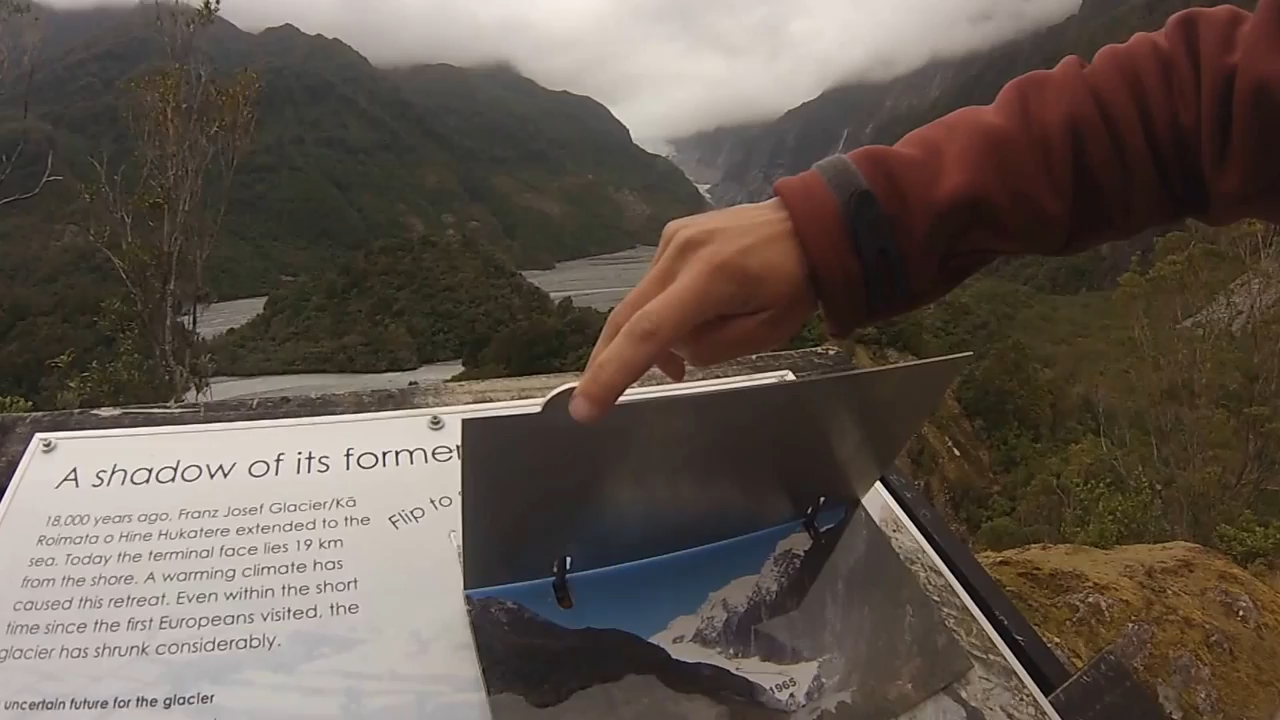 A shadow of its former
Flip to
18,000 years ago, Franz Josef Glacier/Kā
Roimata o Hine Hukatere extended to the
sea. Today the terminal face lies 19 km
from the shore. A warming climate has
caused this retreat. Even within the short
time since the first Europeans visited, the
glacier has shrunk considerably.
uncertain future for the glacier
1965